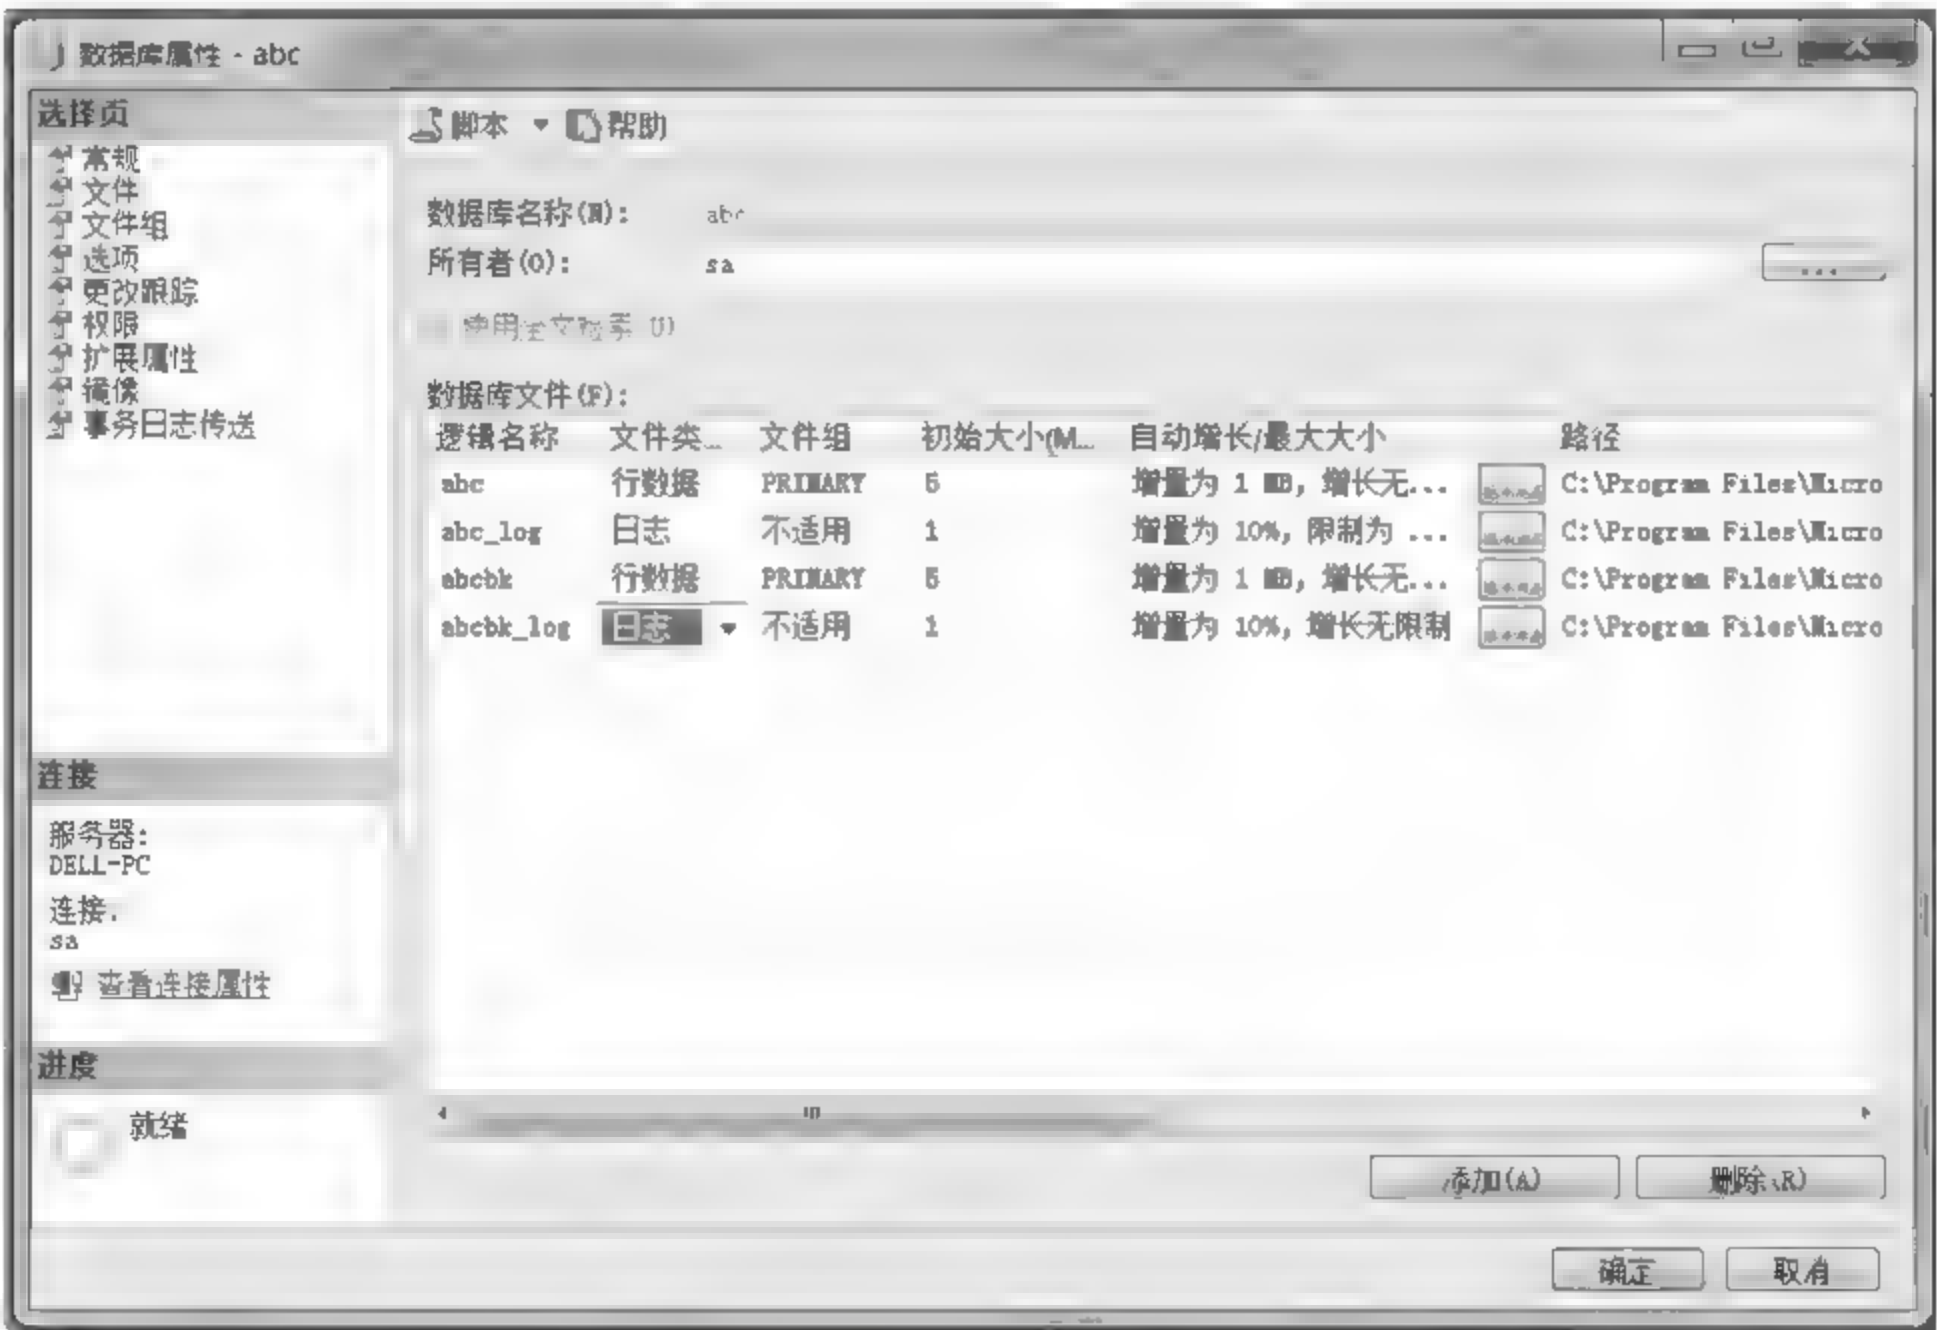 数据库属性 - abc
选择页
常规
文件
文件组
选项
更改跟踪
权限
扩展属性
镜像
事务日志传送
脚本 帮助
数据库名称(N): abc
所有者(O): sa
...
使用全文检索 (U)
数据库文件(F):
逻辑名称 文件类... 文件组 初始大小(M... 自动增长/最大大小 路径
abc 行数据 PRIMARY 5 增量为 1 MB, 增长无... C:\Program Files\Micro
abc_log 日志 不适用 1 增量为 10%, 限制为 ... C:\Program Files\Micro
abcbk 行数据 PRIMARY 5 增量为 1 MB, 增长无... C:\Program Files\Micro
abcbk_log 日志 不适用 1 增量为 10%, 增长无限制 C:\Program Files\Micro
连接
服务器:
DELL-PC
连接:
sa
查看连接属性
进度
就绪
添加(A) 删除(R)
确定 取消